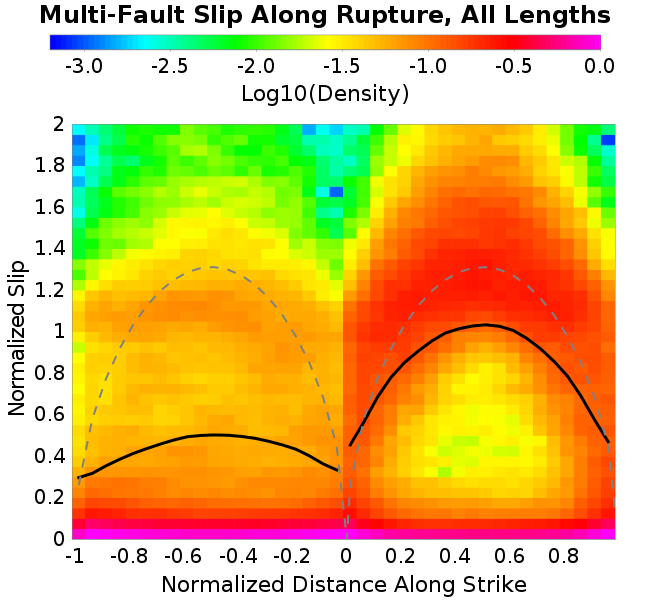 Multi-Fault Slip Along Rupture, All Lengths
-3.0 -2.5 -2.0 -1.5 -1.0 -0.5 0.0
Log10(Density)
2
1.8
1.6
1.4
1.2
1
0.8
0.6
0.4
0.2
0
Normalized Slip
-1 -0.8 -0.6 -0.4 -0.2 0 0.2 0.4 0.6 0.8
Normalized Distance Along Strike